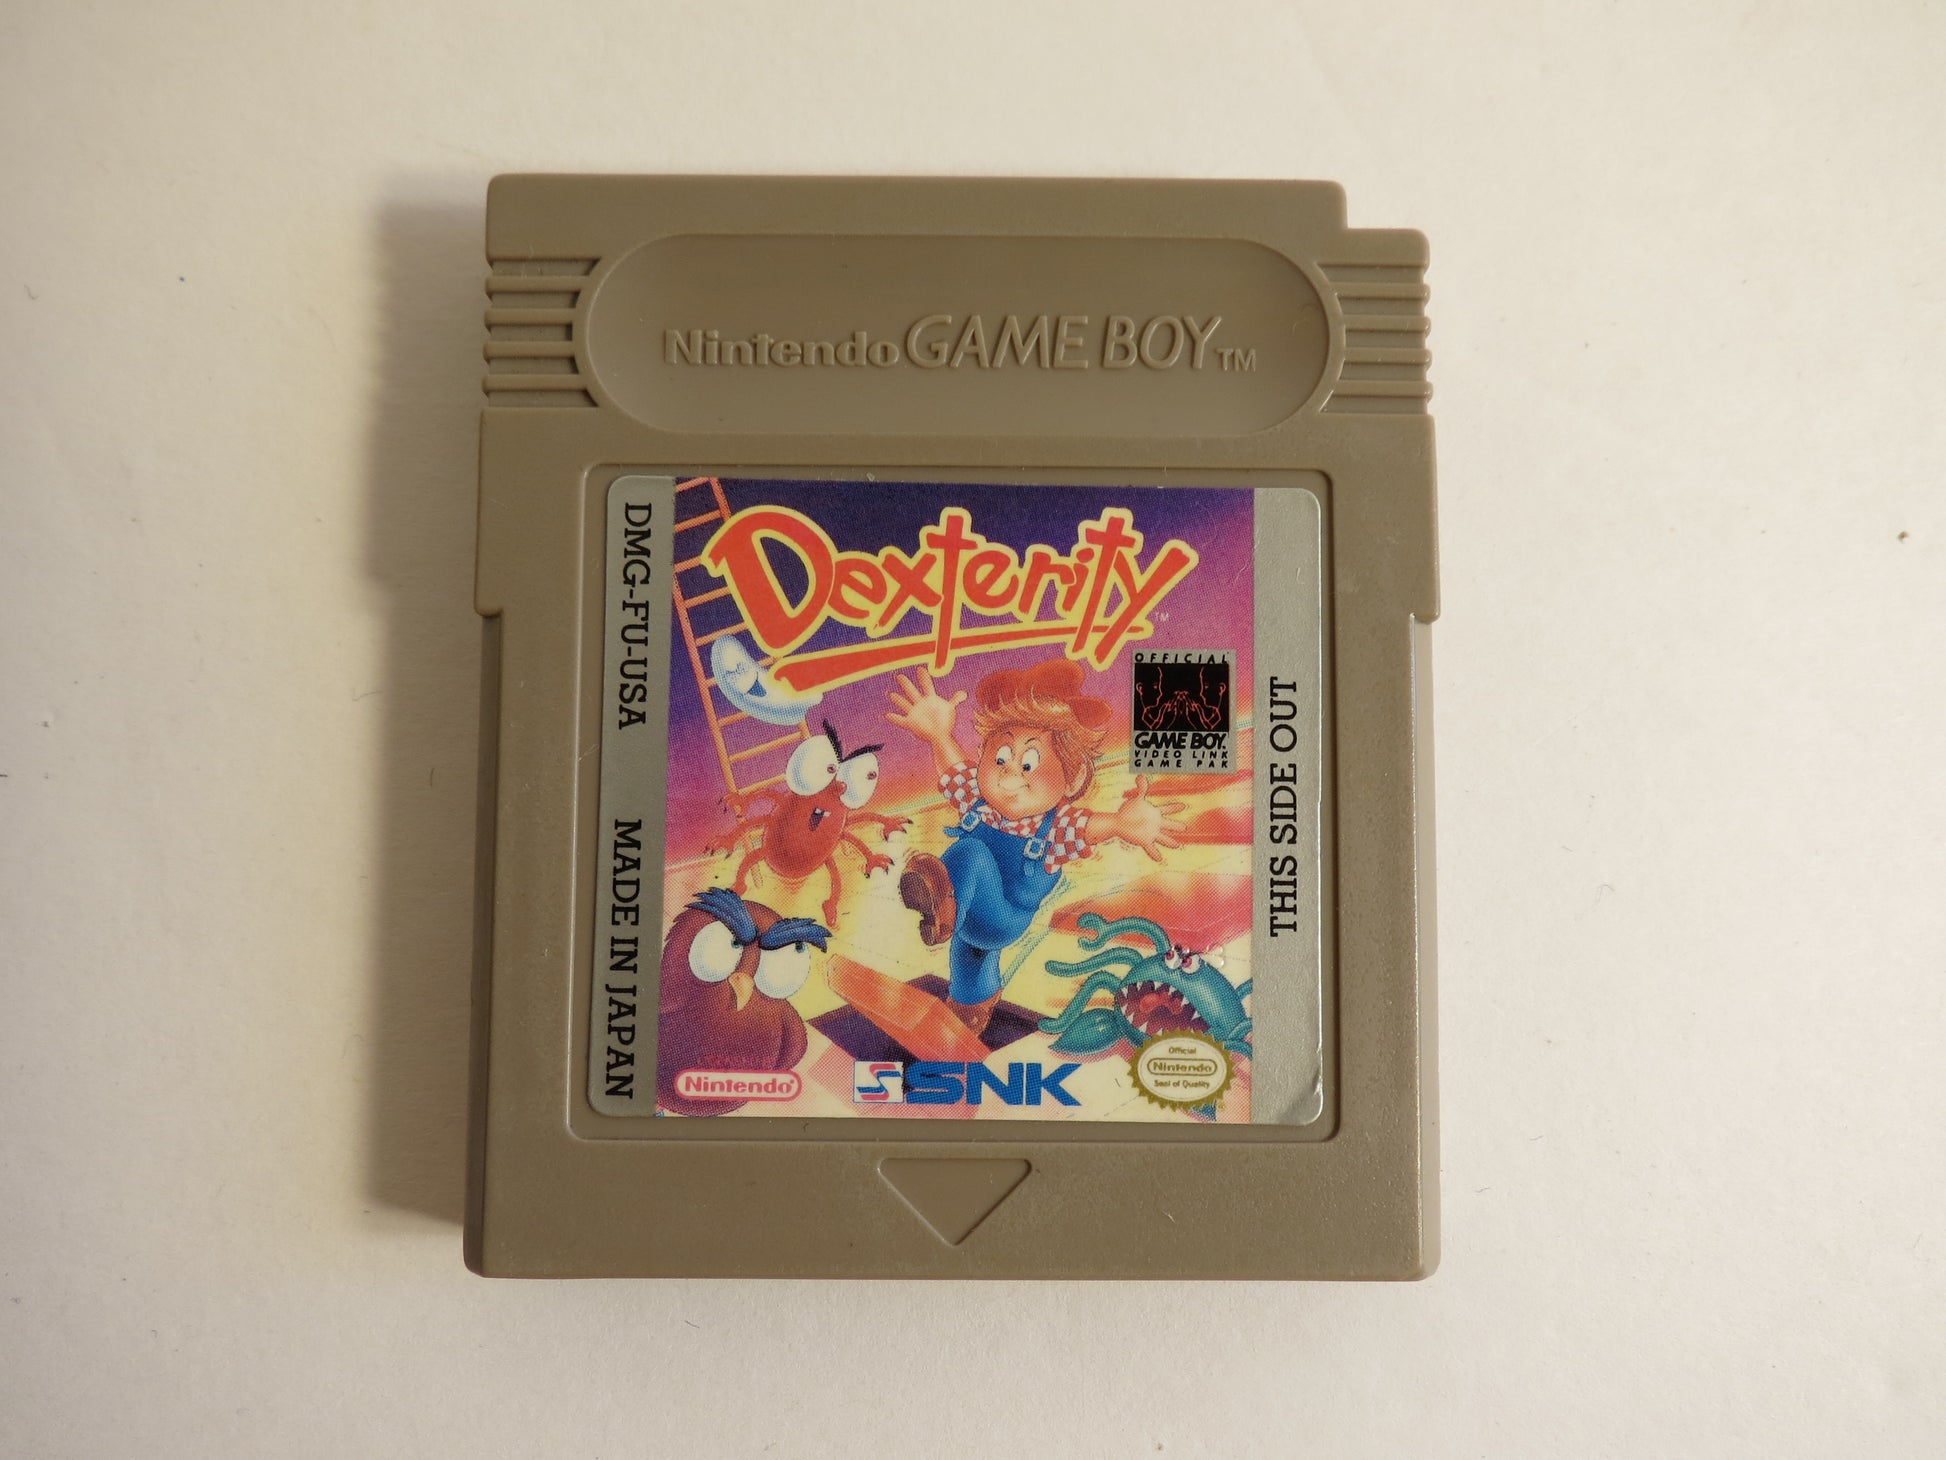 Nintendo GAME BOY TM
DMG-FU-USA
MADE IN JAPAN
Dexterity TM
OFFICIAL
GAME BOY
VIDEO LINK
GAME PAK
THIS SIDE OUT
Nintendo®
S SNK
Official
Nintendo
Seal of Quality